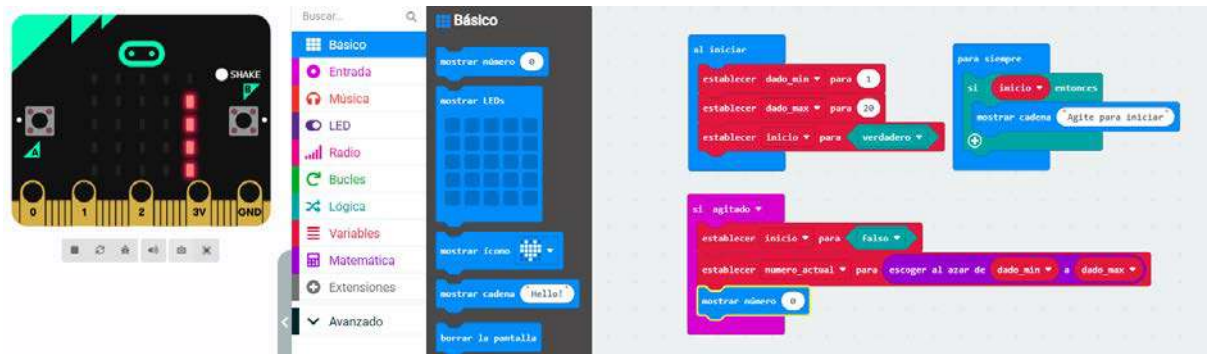 SHAKE
B
A
0 1 2 3V GND
Buscar...
Básico
Entrada
Música
LED
Radio
Bucles
Lógica
Variables
Matemática
Extensiones
Avanzado
Básico
mostrar número 0
mostrar LEDs
mostrar ícono
mostrar cadena "Hello!"
borrar la pantalla
al iniciar
establecer dado_min para 1
establecer dado_max para 20
establecer inicio para verdadero
para siempre
si inicio entonces
mostrar cadena "Agite para iniciar"
si agitado
establecer inicio para falso
establecer numero_actual para escoger al azar de dado_min a dado_max
mostrar número 0